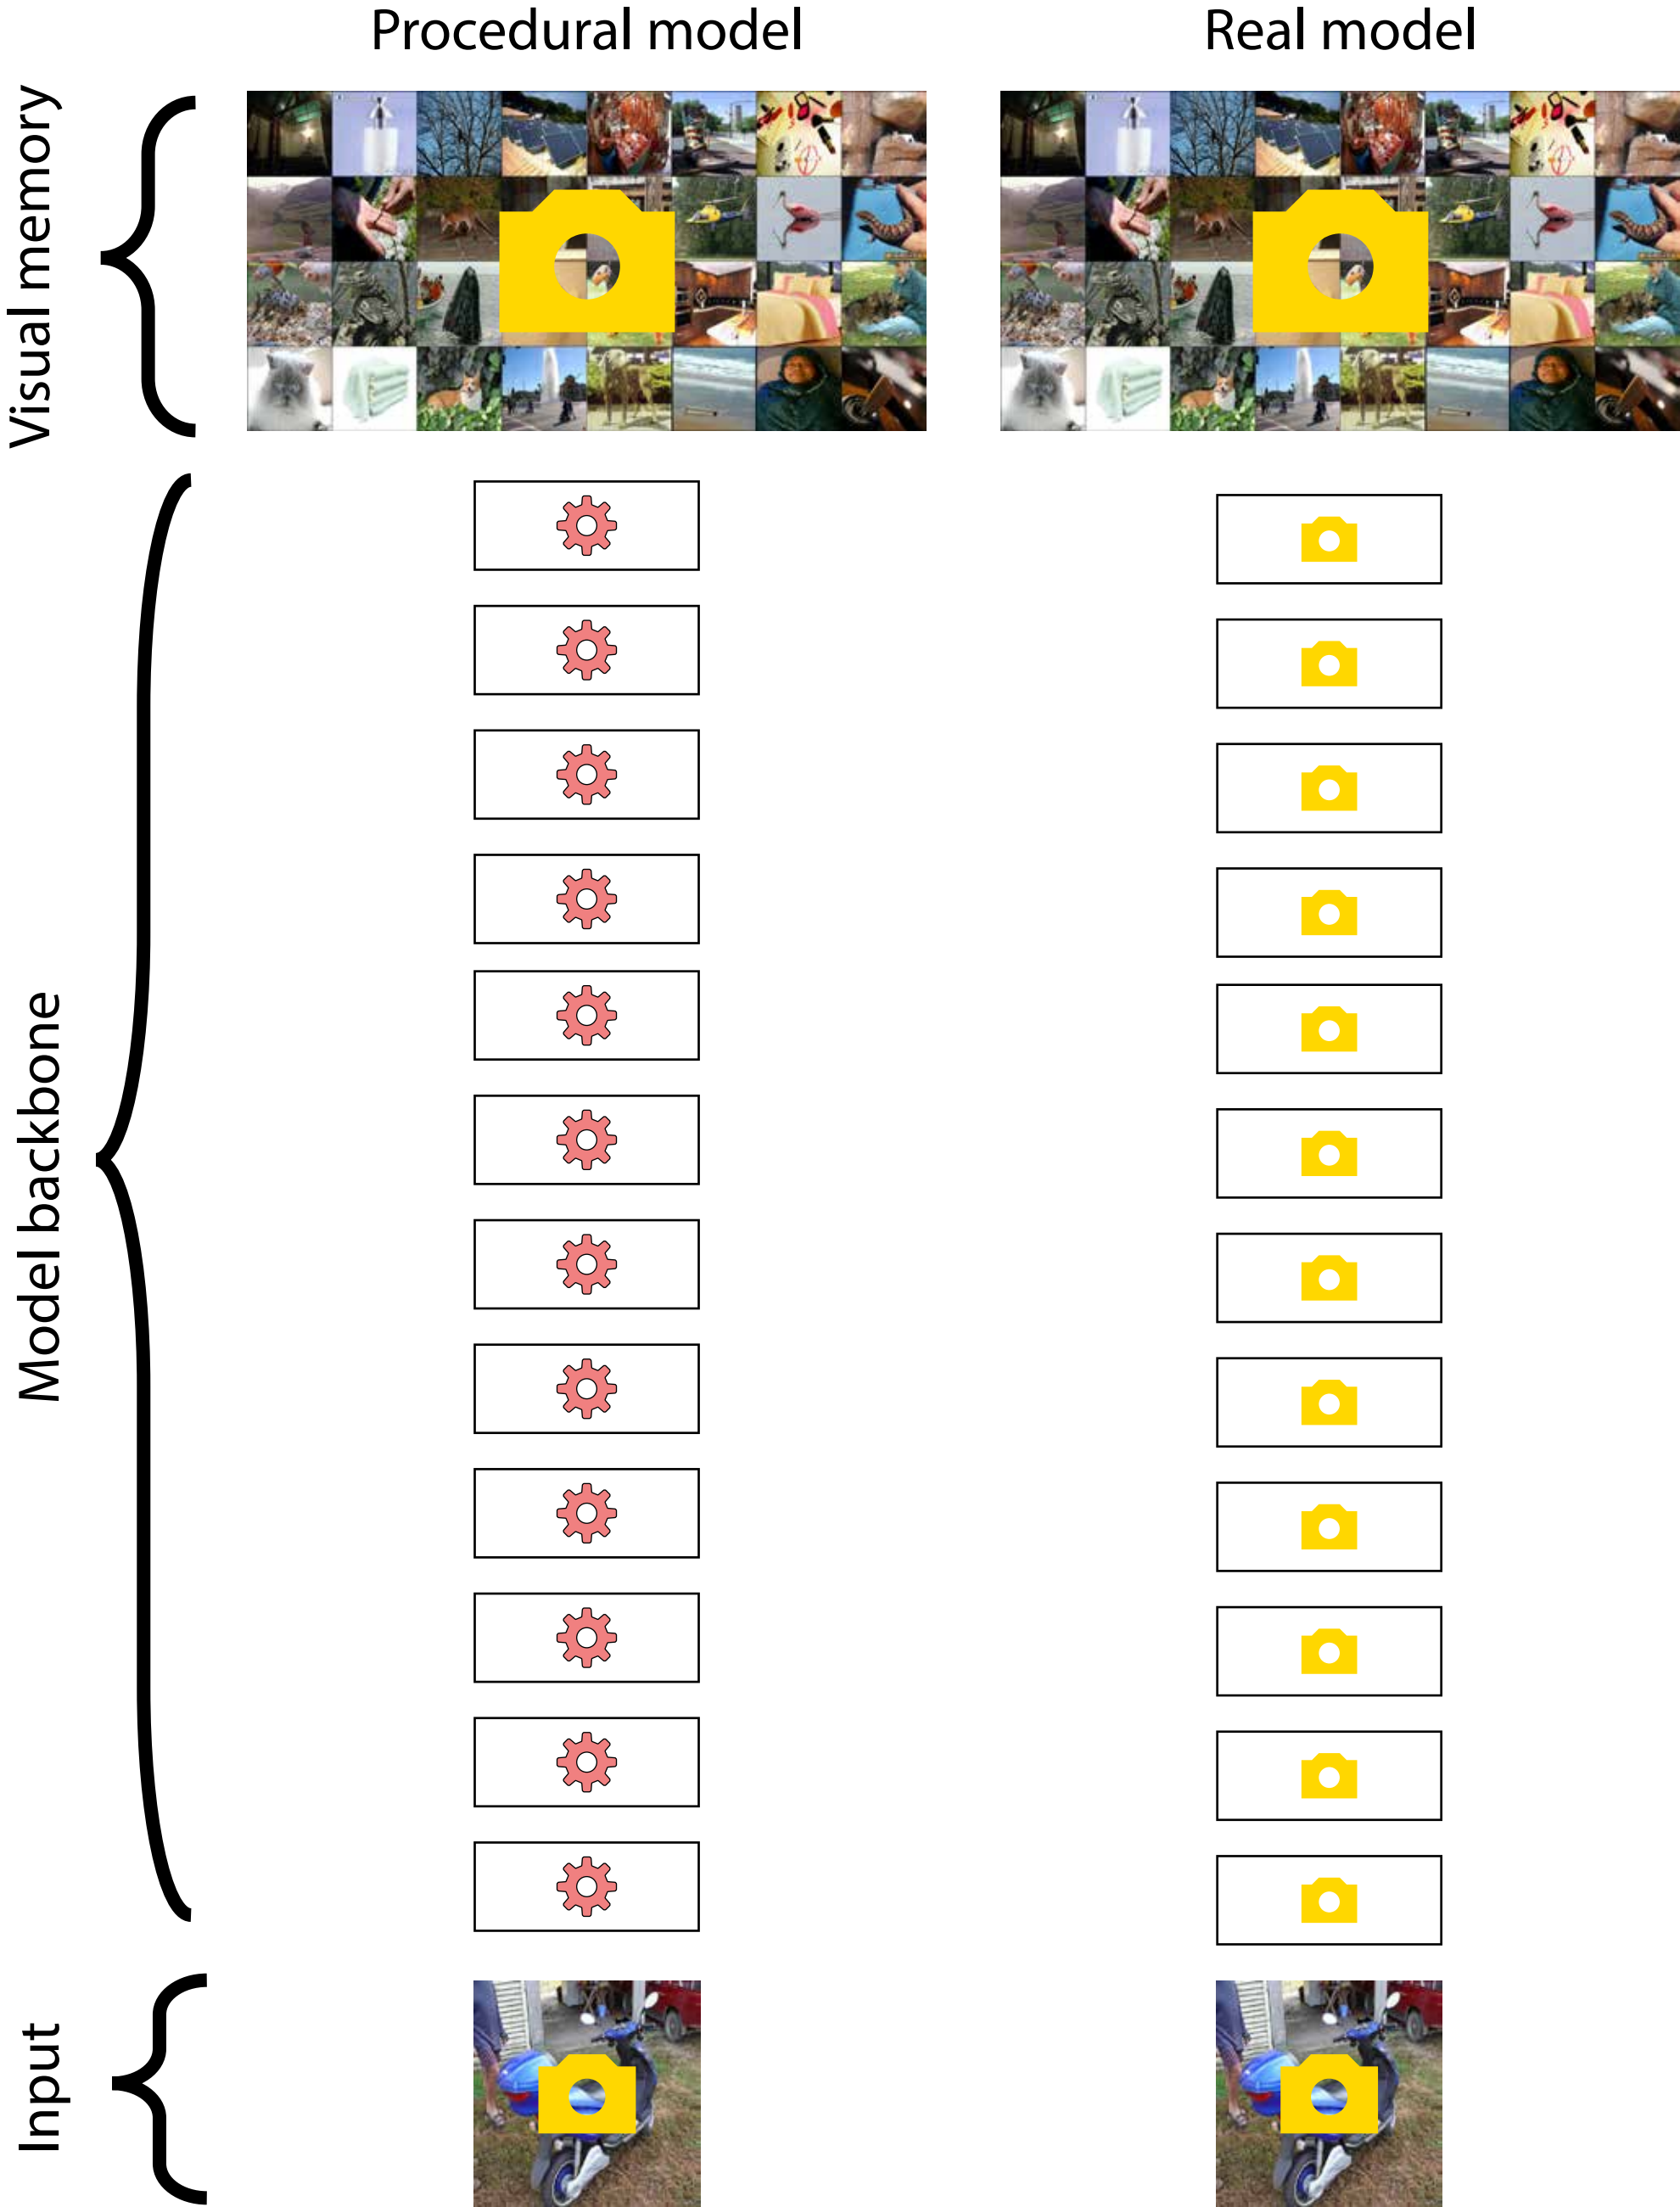 Procedural model
Real model
Visual memory
Model backbone
Input